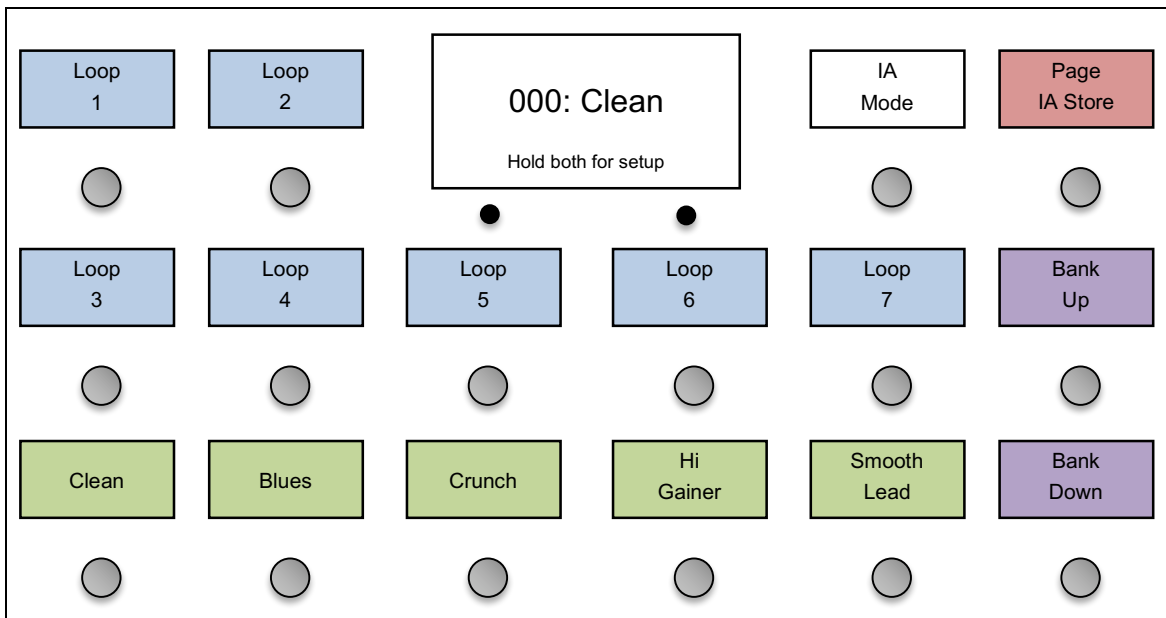 Loop
1
Loop
2
000: Clean
Hold both for setup
IA
Mode
Page
IA Store
Loop
3
Loop
4
Loop
5
Loop
6
Loop
7
Bank
Up
Clean
Blues
Crunch
Hi
Gainer
Smooth
Lead
Bank
Down